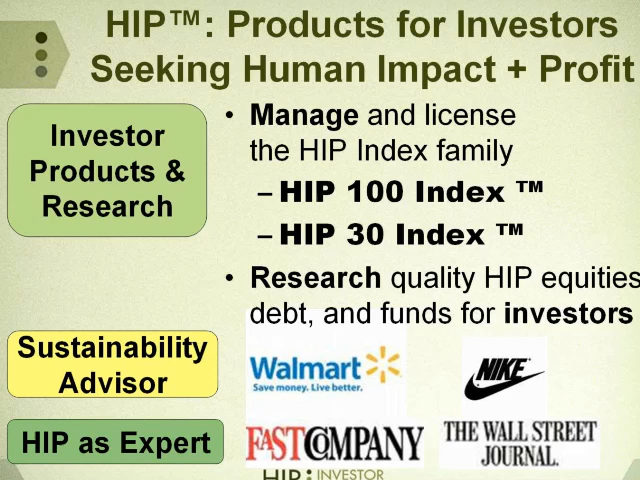 HIP™: Products for Investors
Seeking Human Impact + Profit
Investor
Products &
Research
• Manage and license
the HIP Index family
– HIP 100 Index ™
– HIP 30 Index ™
• Research quality HIP equities
debt, and funds for investors
Sustainability
Advisor
Walmart
Save money. Live better.
NIKE
HIP as Expert
FAST COMPANY
THE WALL STREET
JOURNAL.
HIP: INVESTOR